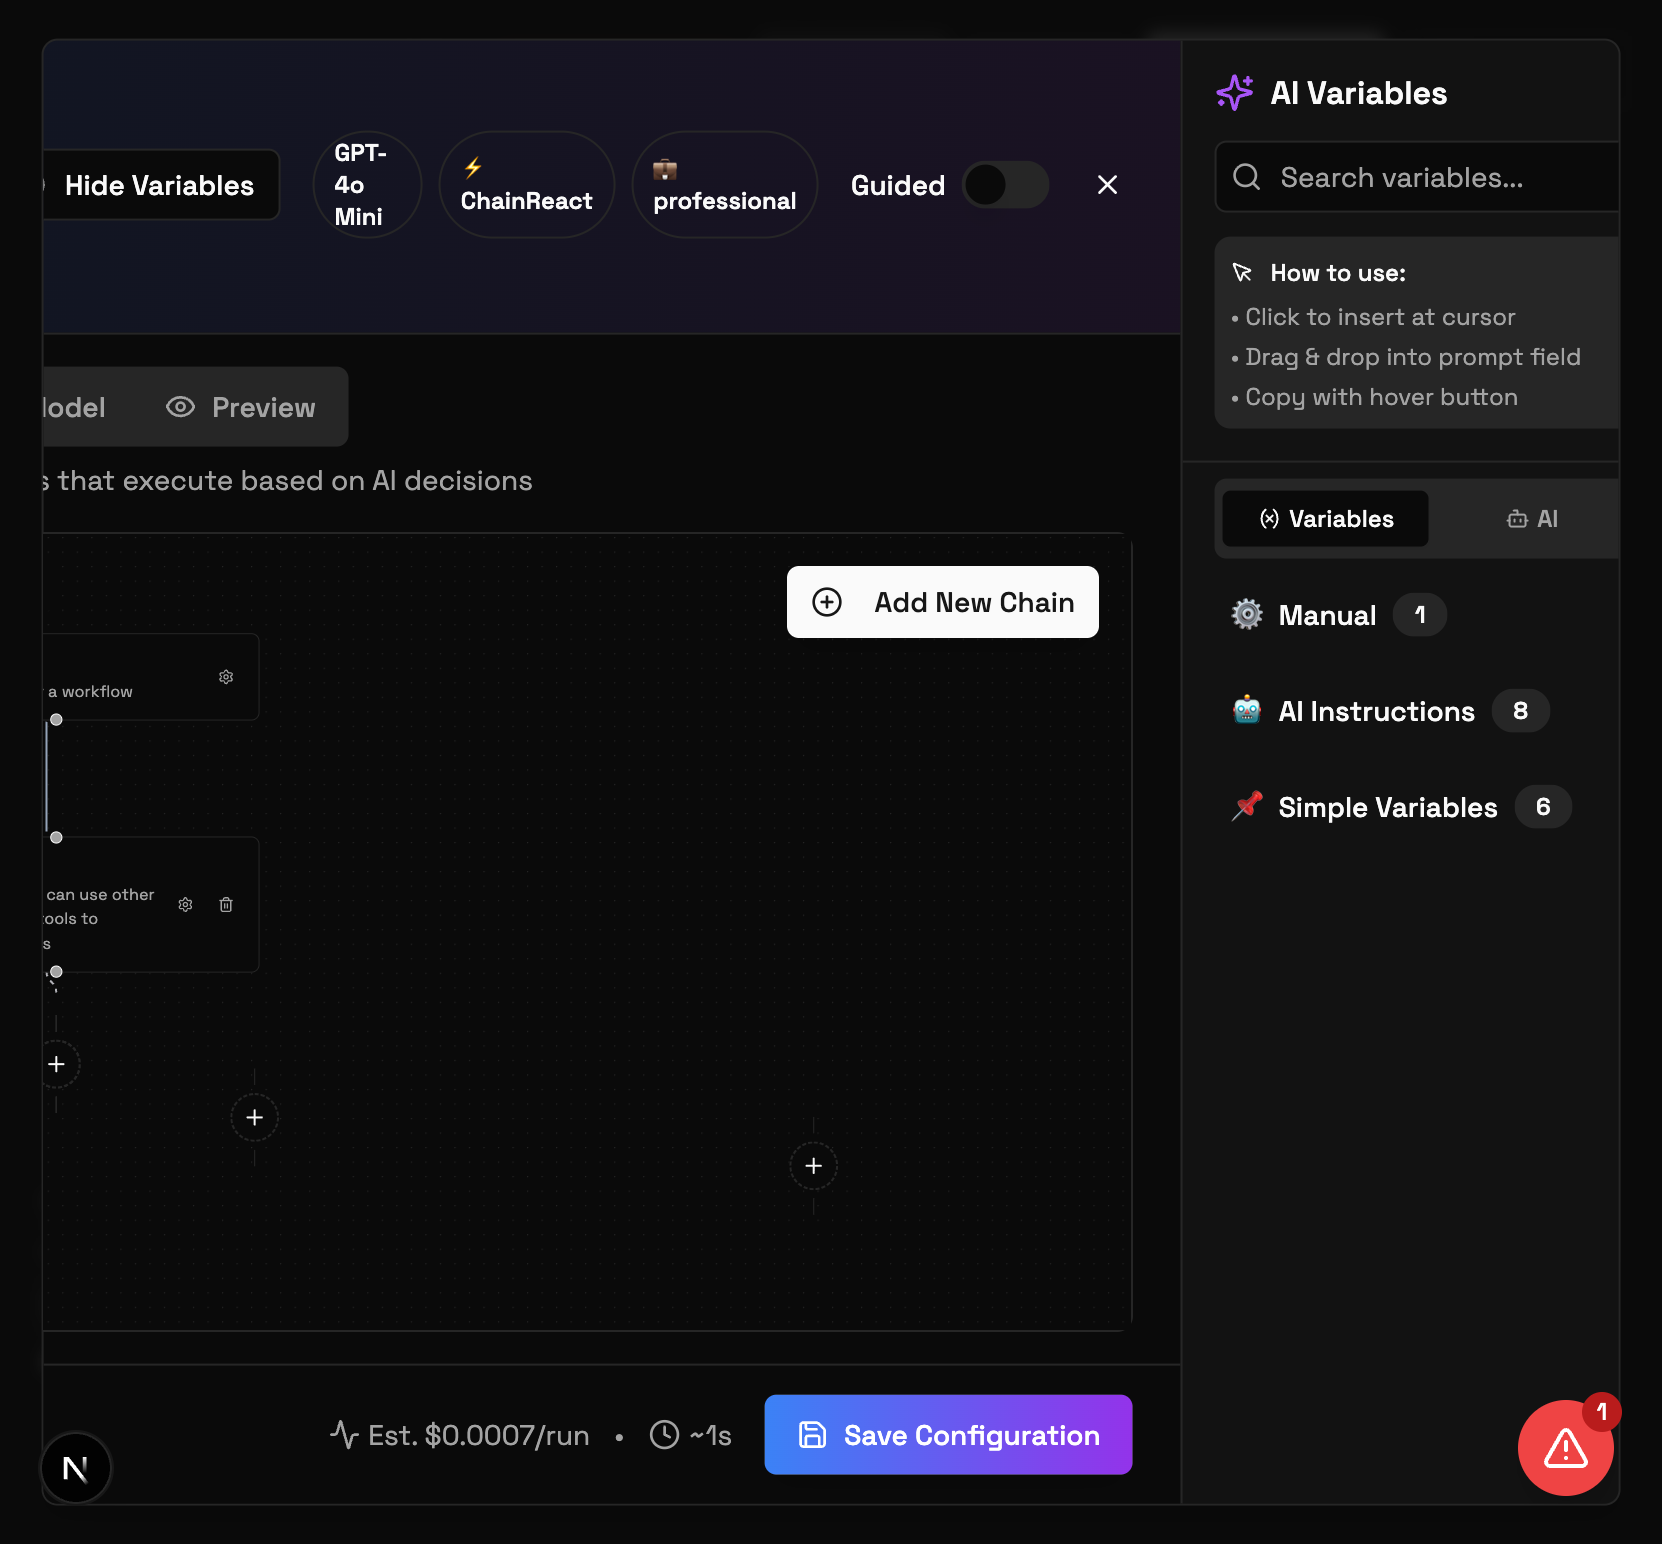 Hide Variables
GPT-
4o
Mini
⚡
ChainReact
💼
professional
Guided
AI Variables
Search variables...
How to use:
• Click to insert at cursor
• Drag & drop into prompt field
• Copy with hover button
odel
Preview
s that execute based on AI decisions
Variables
AI
Add New Chain
⚙️ Manual 1
a workflow
🤖 AI Instructions 8
📌 Simple Variables 6
can use other
ools to
s
Est. $0.0007/run • ~1s
Save Configuration
N
1